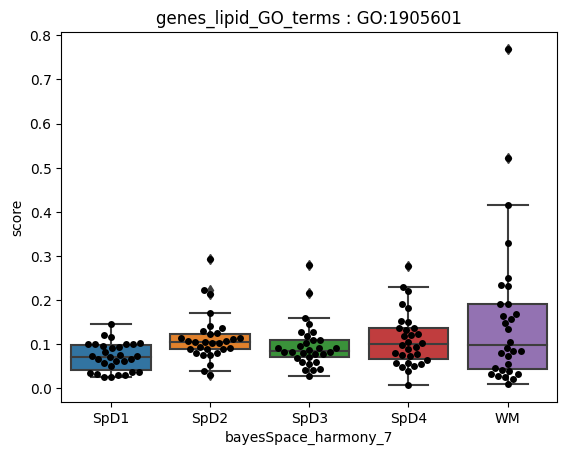 genes_lipid_GO_terms : GO:1905601
0.8
0.7
0.6
0.5
0.4
0.3
0.2
0.1
0.0
score
SpD1 SpD2 SpD3 SpD4 WM
bayesSpace_harmony_7